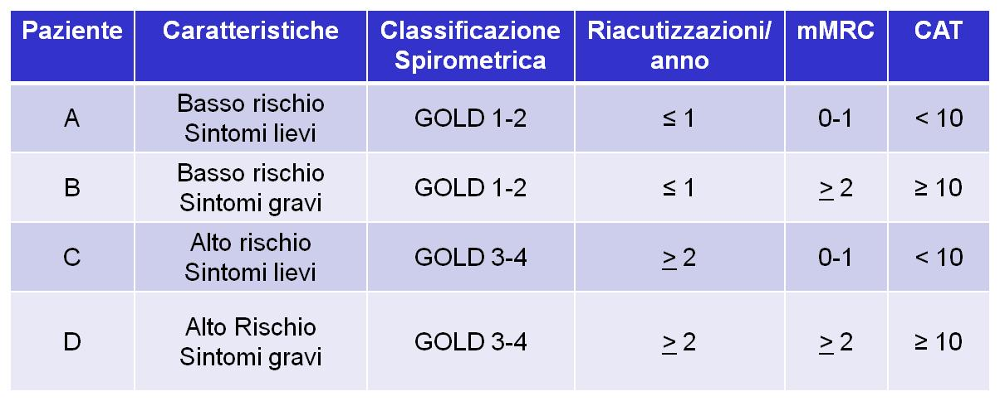 Paziente Caratteristiche Classificazione Spirometrica Riacutizzazioni/ anno mMRC CAT
A Basso rischio Sintomi lievi GOLD 1-2 ≤ 1 0-1 < 10
B Basso rischio Sintomi gravi GOLD 1-2 ≤ 1 > 2 ≥ 10
C Alto rischio Sintomi lievi GOLD 3-4 > 2 0-1 < 10
D Alto Rischio Sintomi gravi GOLD 3-4 > 2 > 2 ≥ 10